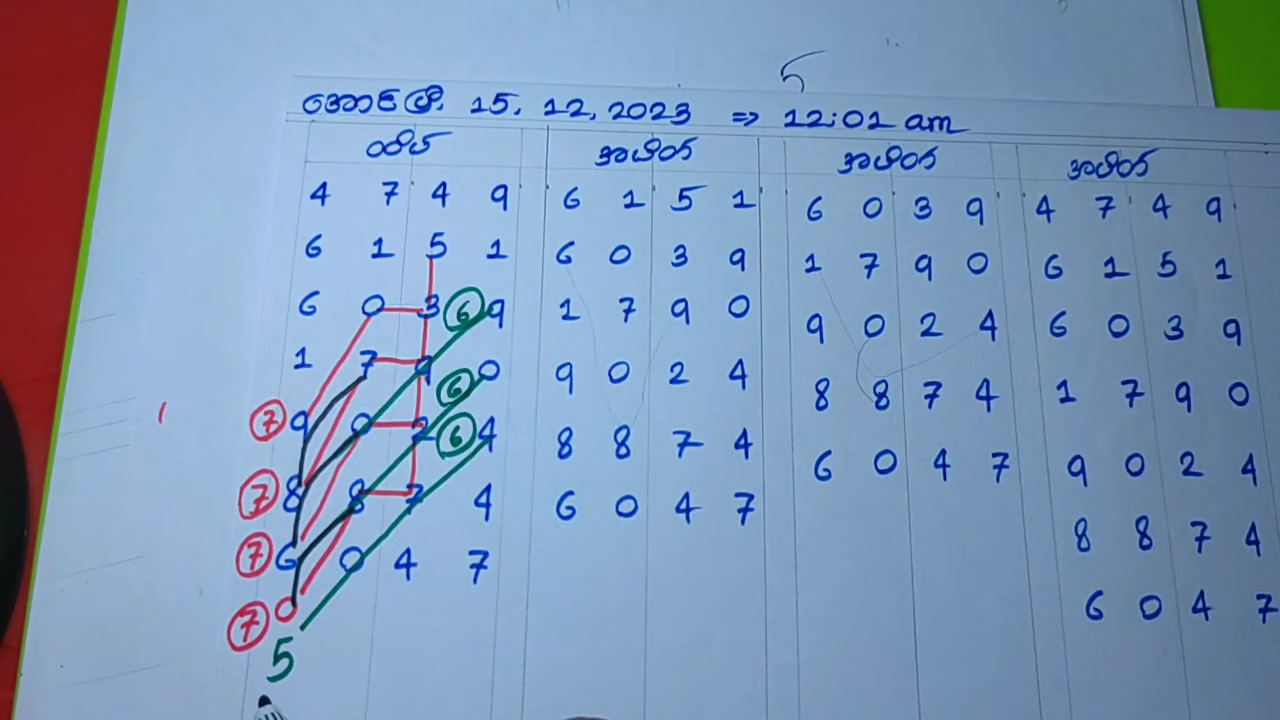 5
15, 12, 2023 ⇒ 12:01 am
4 7 4 9 6 1 5 1 6 0 3 9 4 7 4 9
6 1 5 1 6 0 3 9 1 7 9 0 6 1 5 1
6 0 3 6 9 1 7 9 0 9 0 2 4 6 0 3 9
1 7 9 6 0 9 0 2 4 8 8 7 4 1 7 9 0
7 9 0 2 6 4 8 8 7 4 6 0 4 7 9 0 2 4
7 8 8 7 4 6 0 4 7 8 8 7 4
7 6 0 4 7 6 0 4 7
7 0
5